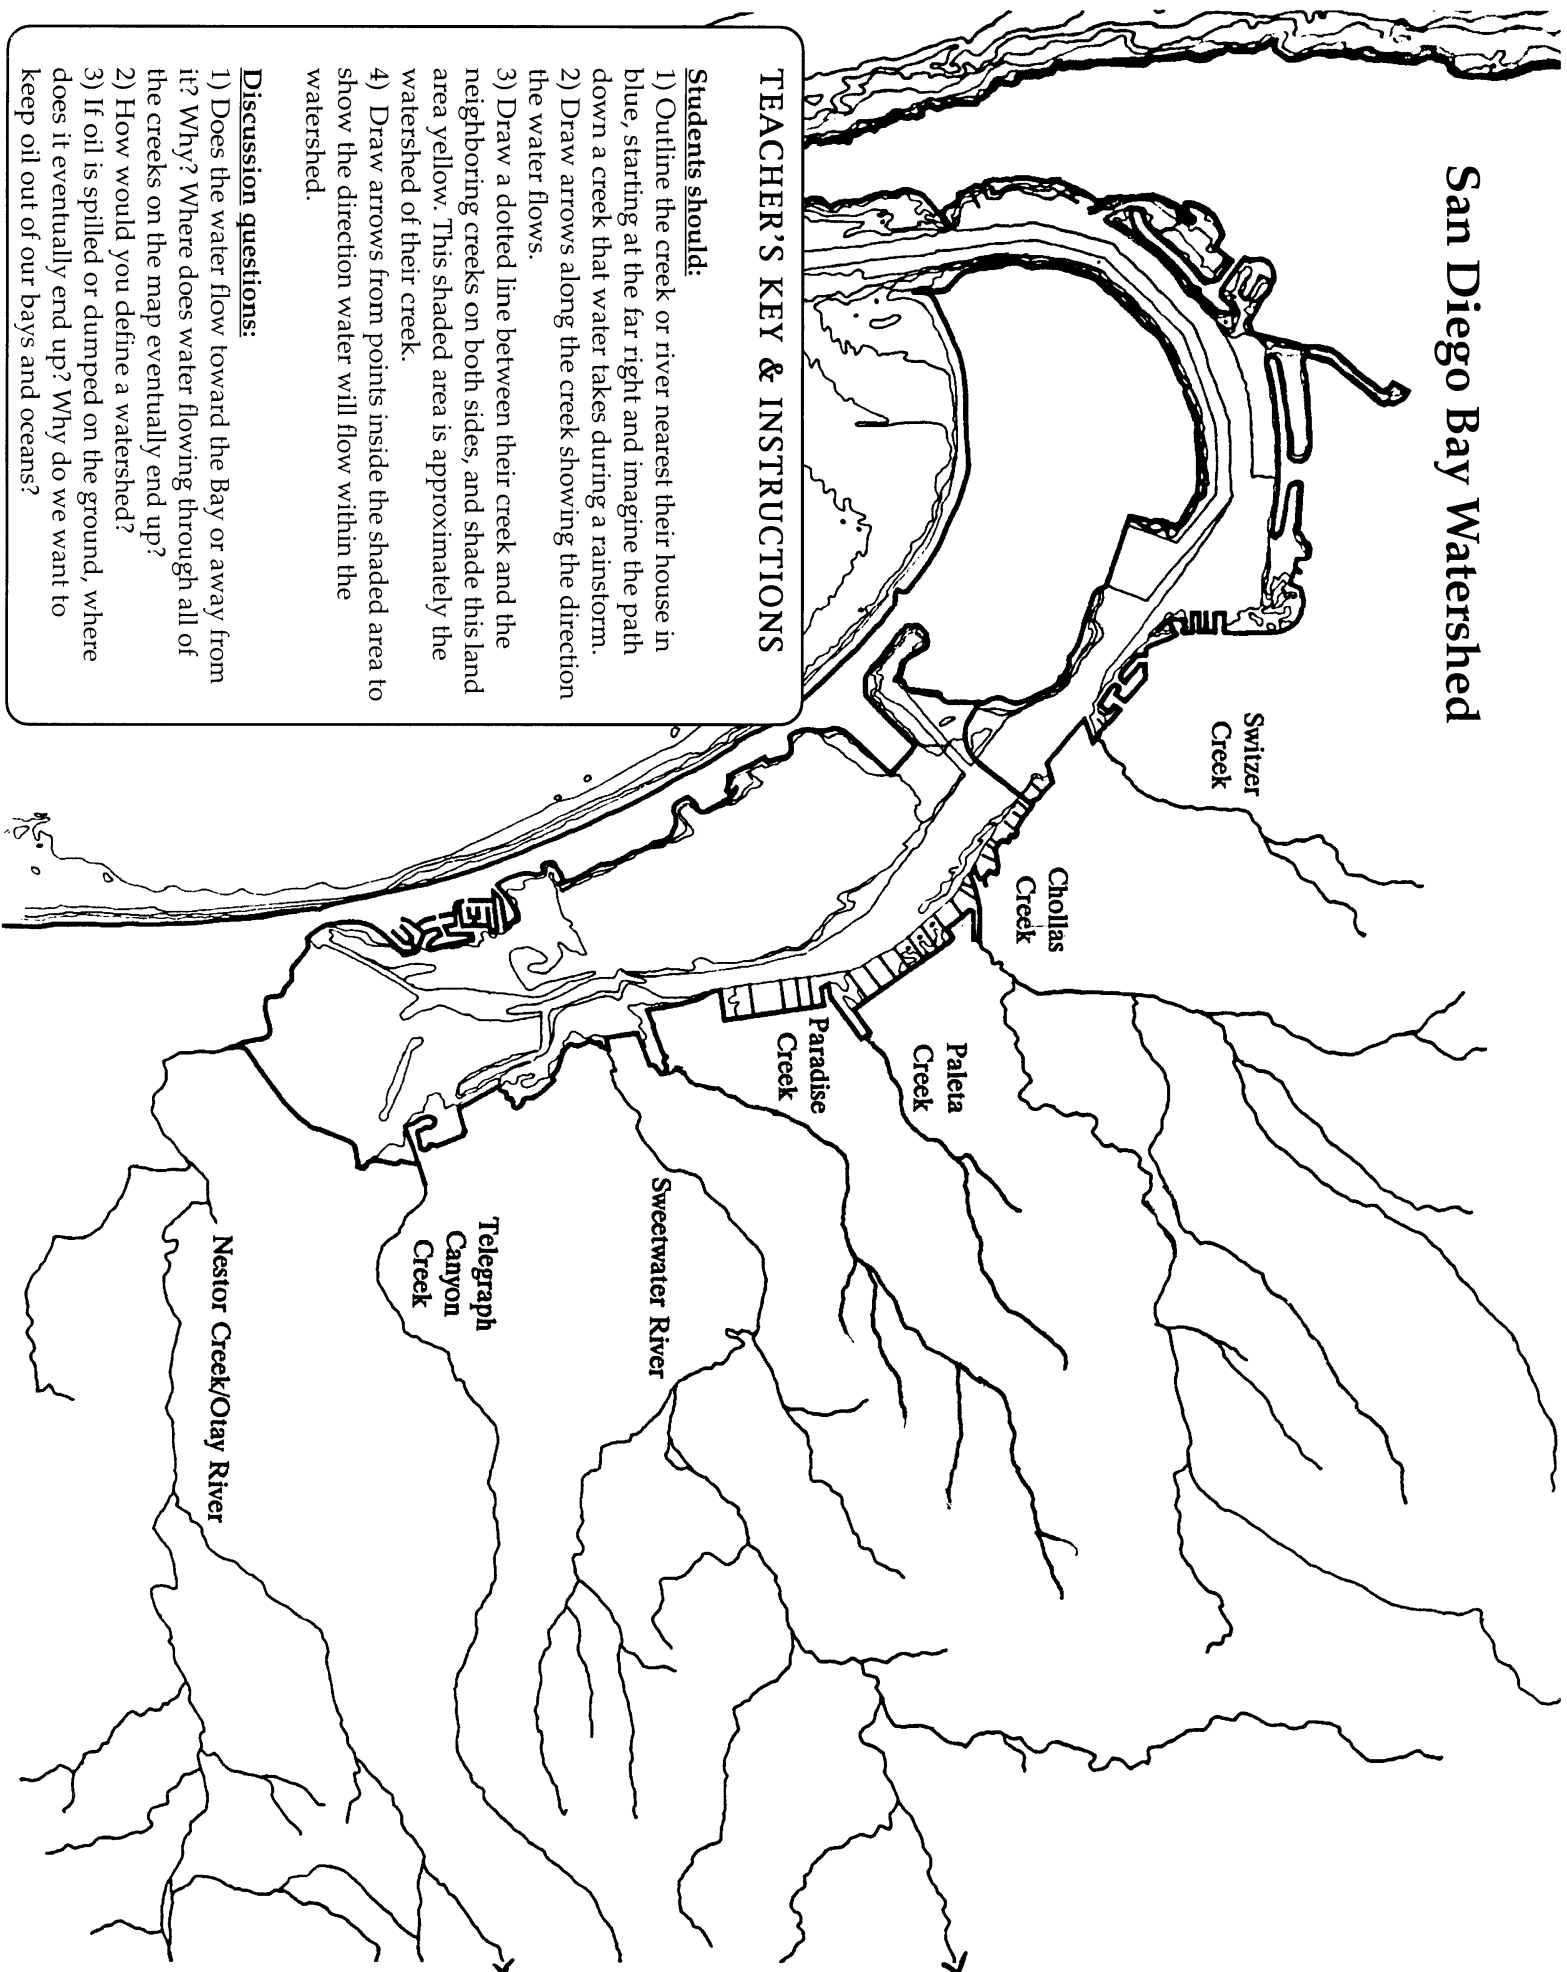 San Diego Bay Watershed
Switzer
Creek
Chollas
Creek
Paleta
Creek
Paradise
Creek
Sweetwater River
Telegraph
Canyon
Creek
Nestor Creek/Otay River
TEACHER'S KEY & INSTRUCTIONS
Students should:
1) Outline the creek or river nearest their house in
blue, starting at the far right and imagine the path
down a creek that water takes during a rainstorm.
2) Draw arrows along the creek showing the direction
the water flows.
3) Draw a dotted line between their creek and the
neighboring creeks on both sides, and shade this land
area yellow. This shaded area is approximately the
watershed of their creek.
4) Draw arrows from points inside the shaded area to
show the direction water will flow within the
watershed.
Discussion questions:
1) Does the water flow toward the Bay or away from
it? Why? Where does water flowing through all of
the creeks on the map eventually end up?
2) How would you define a watershed?
3) If oil is spilled or dumped on the ground, where
does it eventually end up? Why do we want to
keep oil out of our bays and oceans?